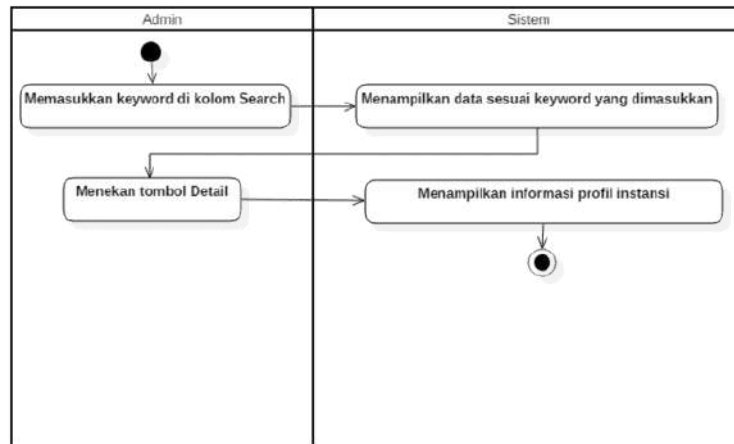 Admin
Sistem
Memasukkan keyword di kolom Search
Menampilkan data sesuai keyword yang dimasukkan
Menekan tombol Detail
Menampilkan informasi profil instansi